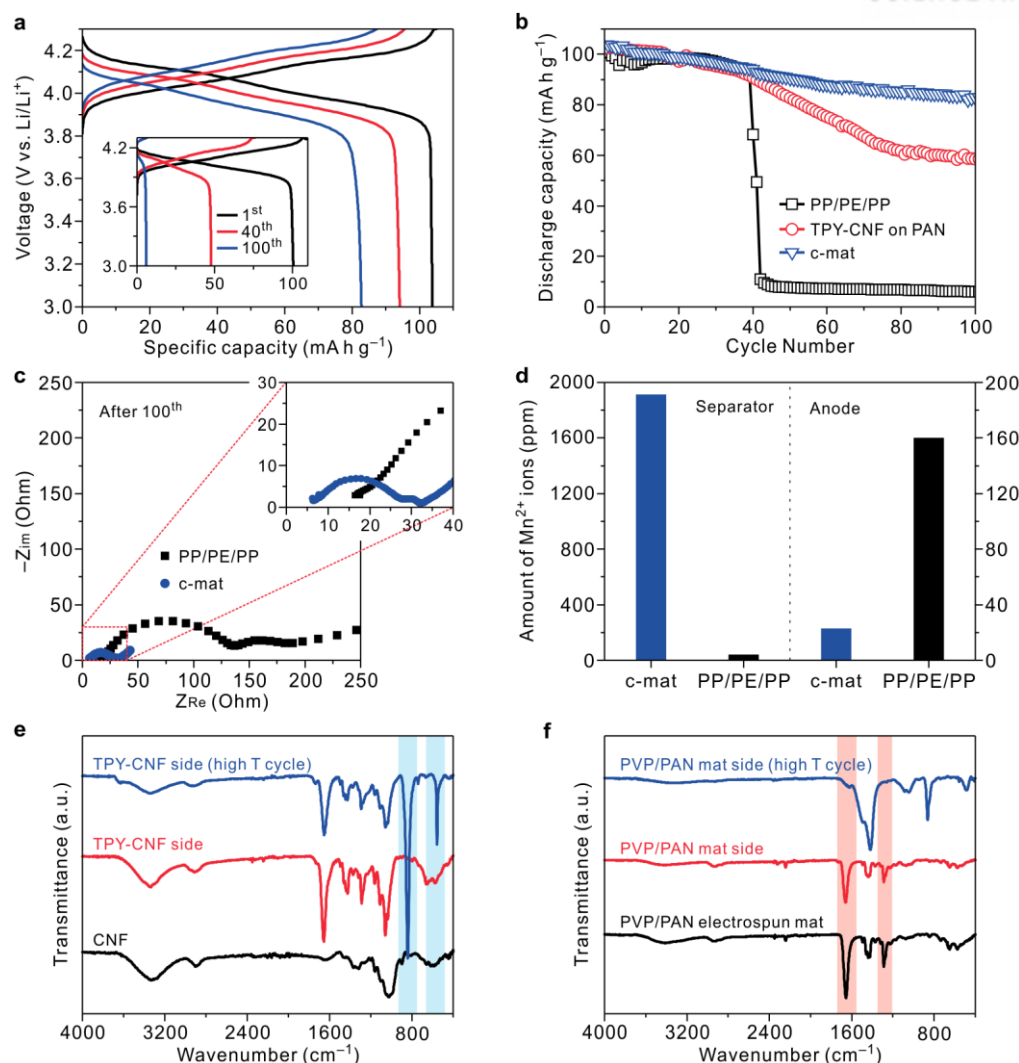 a
Voltage (V vs. Li/Li⁺)
4.2
4.0
3.8
3.6
3.4
3.2
3.0
4.2
3.6
3.0
0
50
100
1st
40th
100th
0
20
40
60
80
100
Specific capacity (mA h g⁻¹)
b
Discharge capacity (mA h g⁻¹)
120
100
80
60
40
20
0
PP/PE/PP
TPY-CNF on PAN
c-mat
0
20
40
60
80
100
Cycle Number
c
After 100th
−ZIm (Ohm)
250
200
150
100
50
25
0
30
20
10
5
0
0
10
20
30
40
PP/PE/PP
c-mat
0
50
100
150
200
250
ZRe (Ohm)
d
Amount of Mn²⁺ ions (ppm)
2000
1600
1200
800
400
0
Separator
Anode
200
160
120
80
40
0
c-mat
PP/PE/PP
c-mat
PP/PE/PP
e
Transmittance (a.u.)
TPY-CNF side (high T cycle)
TPY-CNF side
CNF
4000
3200
2400
1600
800
Wavenumber (cm⁻¹)
f
Transmittance (a.u.)
PVP/PAN mat side (high T cycle)
PVP/PAN mat side
PVP/PAN electrospun mat
4000
3200
2400
1600
800
Wavenumber (cm⁻¹)